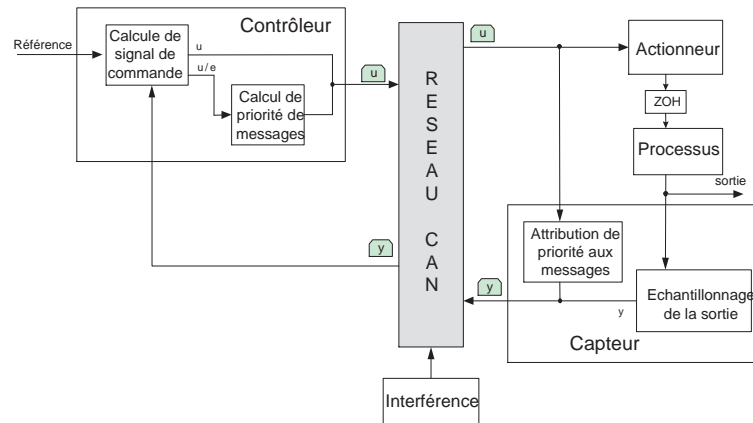 Contrôleur
Référence
Calcule de
signal de
commande
u
u / e
Calcul de
priorité de
messages
u
y
R
E
S
E
A
U
C
A
N
u
Actionneur
ZOH
Processus
sortie
Attribution de
priorité aux
messages
y
y
Echantillonnage
de la sortie
Capteur
Interférence